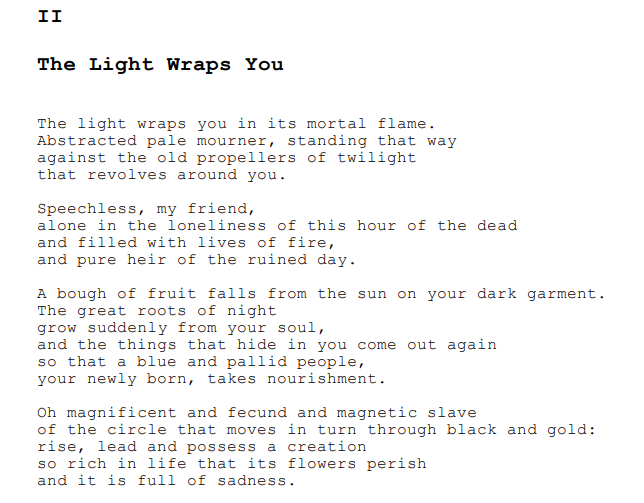 II
The Light Wraps You
The light wraps you in its mortal flame.
Abstracted pale mourner, standing that way
against the old propellers of twilight
that revolves around you.
Speechless, my friend,
alone in the loneliness of this hour of the dead
and filled with lives of fire,
and pure heir of the ruined day.
A bough of fruit falls from the sun on your dark garment.
The great roots of night
grow suddenly from your soul,
and the things that hide in you come out again
so that a blue and pallid people,
your newly born, takes nourishment.
Oh magnificent and fecund and magnetic slave
of the circle that moves in turn through black and gold:
rise, lead and possess a creation
so rich in life that its flowers perish
and it is full of sadness.